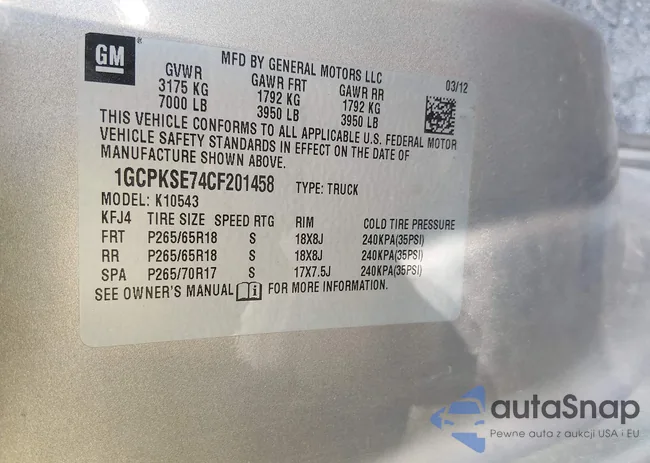 GM
MFD BY GENERAL MOTORS LLC
GVWR GAWR FRT GAWR RR 03/12
3175 KG 1792 KG 1792 KG
7000 LB 3950 LB 3950 LB
THIS VEHICLE CONFORMS TO ALL APPLICABLE U.S. FEDERAL MOTOR
VEHICLE SAFETY STANDARDS IN EFFECT ON THE DATE OF
MANUFACTURE SHOWN ABOVE.
1GCPKSE74CF201458 TYPE: TRUCK
MODEL: K10543
KFJ4 TIRE SIZE SPEED RTG RIM COLD TIRE PRESSURE
FRT P265/65R18 S 18X8J 240KPA(35PSI)
RR P265/65R18 S 18X8J 240KPA(35PSI)
SPA P265/70R17 S 17X7.5J 240KPA(35PSI)
SEE OWNER'S MANUAL FOR MORE INFORMATION.
autaSnap
Pewne auta z aukcji USA i EU